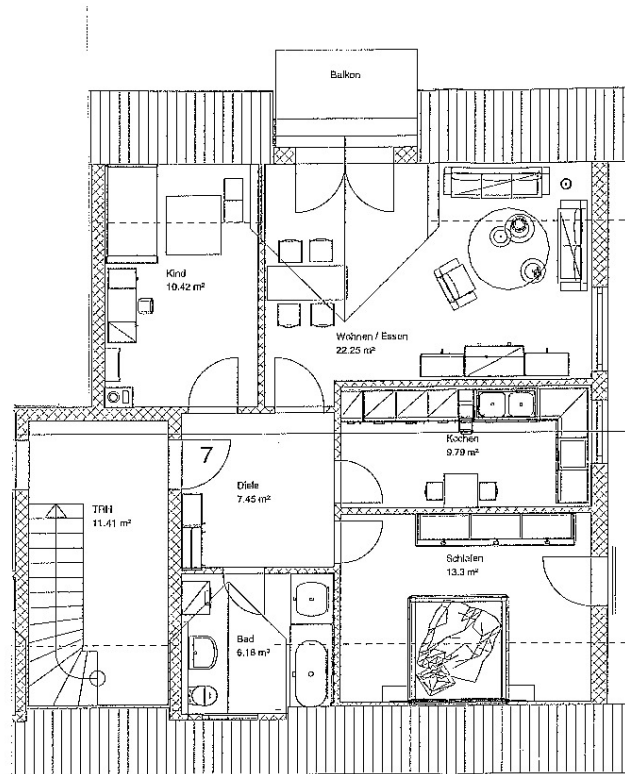 Balkon
Kind
10.42 m²
Wohnen / Essen
22.25 m²
Kochen
9.79 m²
7
Diele
7.45 m²
TRH
11.41 m²
Schlafen
13.3 m²
Bad
6.18 m²